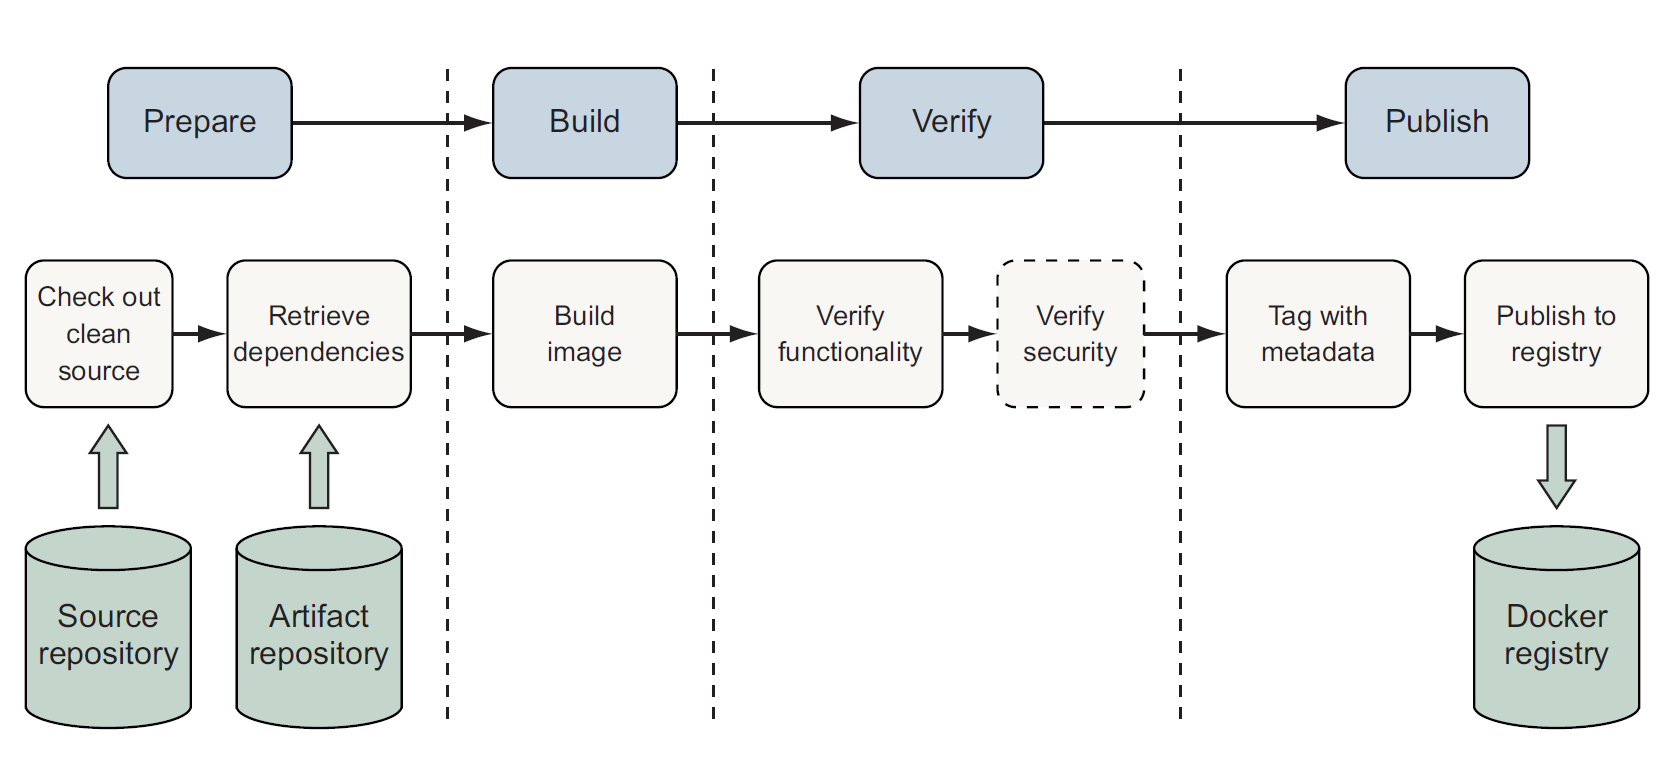 Prepare
Build
Verify
Publish
Check out
clean
source
Retrieve
dependencies
Build
image
Verify
functionality
Verify
security
Tag with
metadata
Publish to
registry
Source
repository
Artifact
repository
Docker
registry